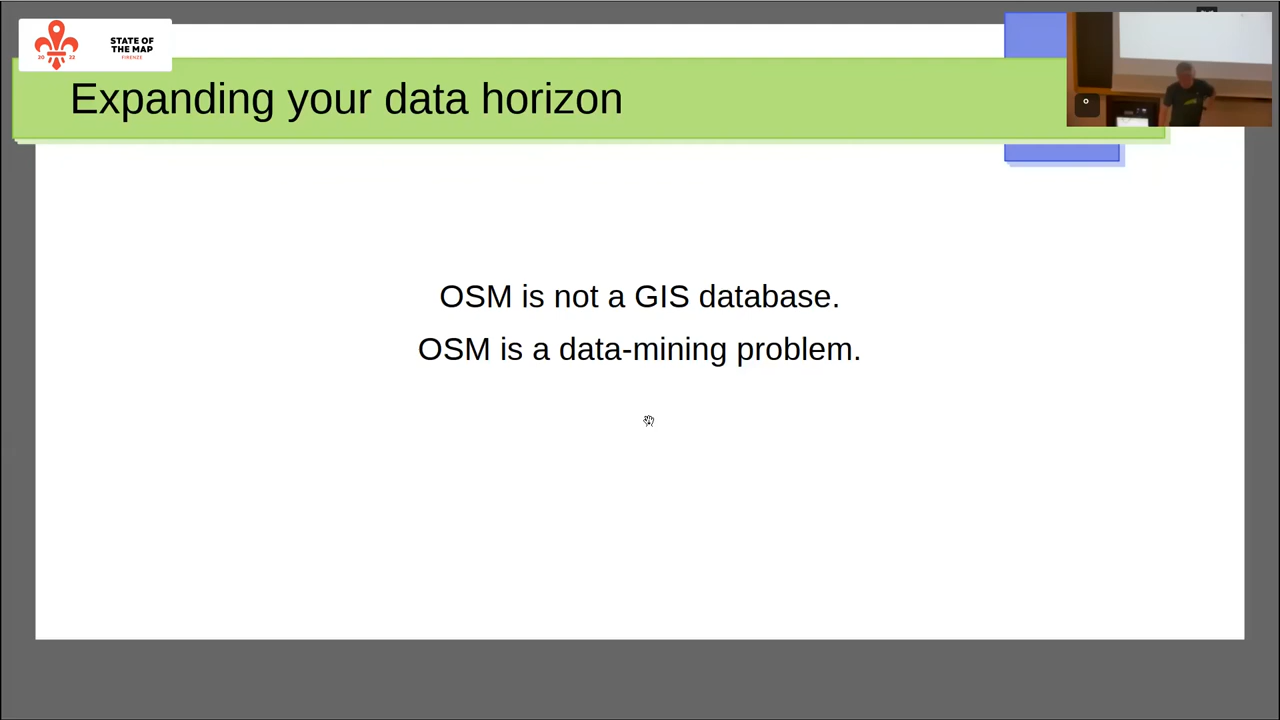 STATE OF
THE MAP
FIRENZE
2022
Expanding your data horizon
OSM is not a GIS database.
OSM is a data-mining problem.